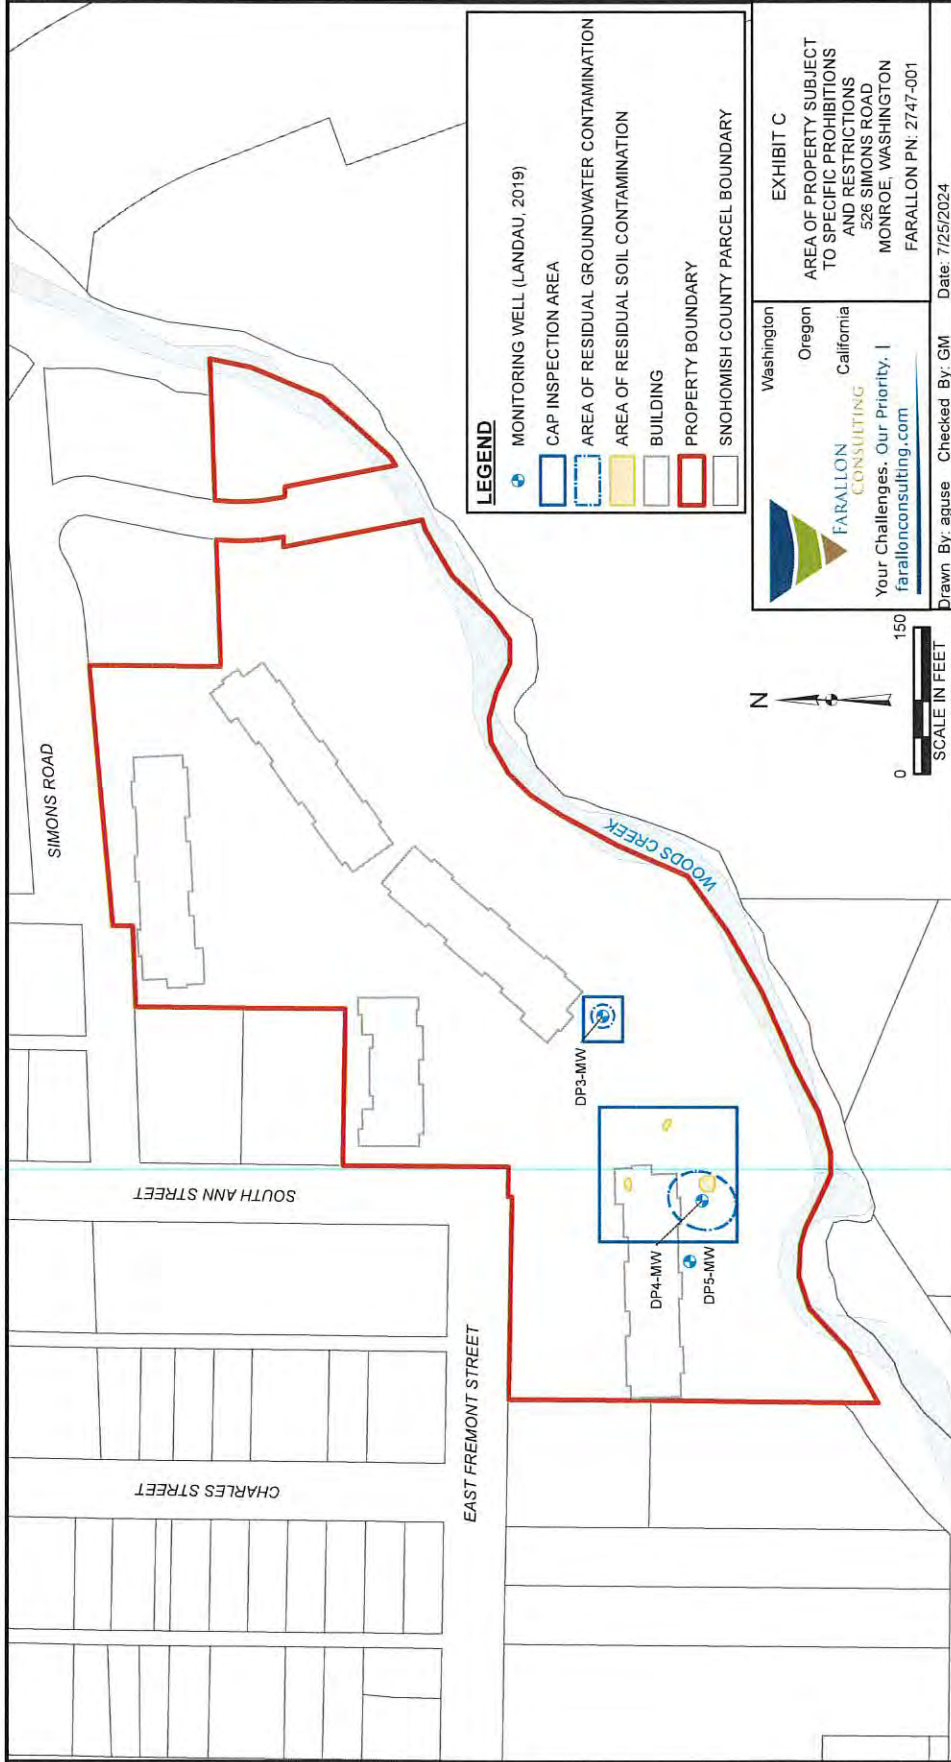 SIMONS ROAD
SOUTH ANN STREET
CHARLES STREET
EAST FREMONT STREET
WOODS CREEK
DP3-MW
DP4-MW
DP5-MW
LEGEND
MONITORING WELL (LANDAU, 2019)
CAP INSPECTION AREA
AREA OF RESIDUAL GROUNDWATER CONTAMINATION
AREA OF RESIDUAL SOIL CONTAMINATION
BUILDING
PROPERTY BOUNDARY
SNOHOMISH COUNTY PARCEL BOUNDARY
N
0 150
SCALE IN FEET
FARALLON
CONSULTING
Washington
Oregon
California
Your Challenges. Our Priority. |
farallonconsulting.com
EXHIBIT C
AREA OF PROPERTY SUBJECT
TO SPECIFIC PROHIBITIONS
AND RESTRICTIONS
526 SIMONS ROAD
MONROE, WASHINGTON
FARALLON PN: 2747-001
Drawn By: aguse Checked By: GM Date: 7/25/2024